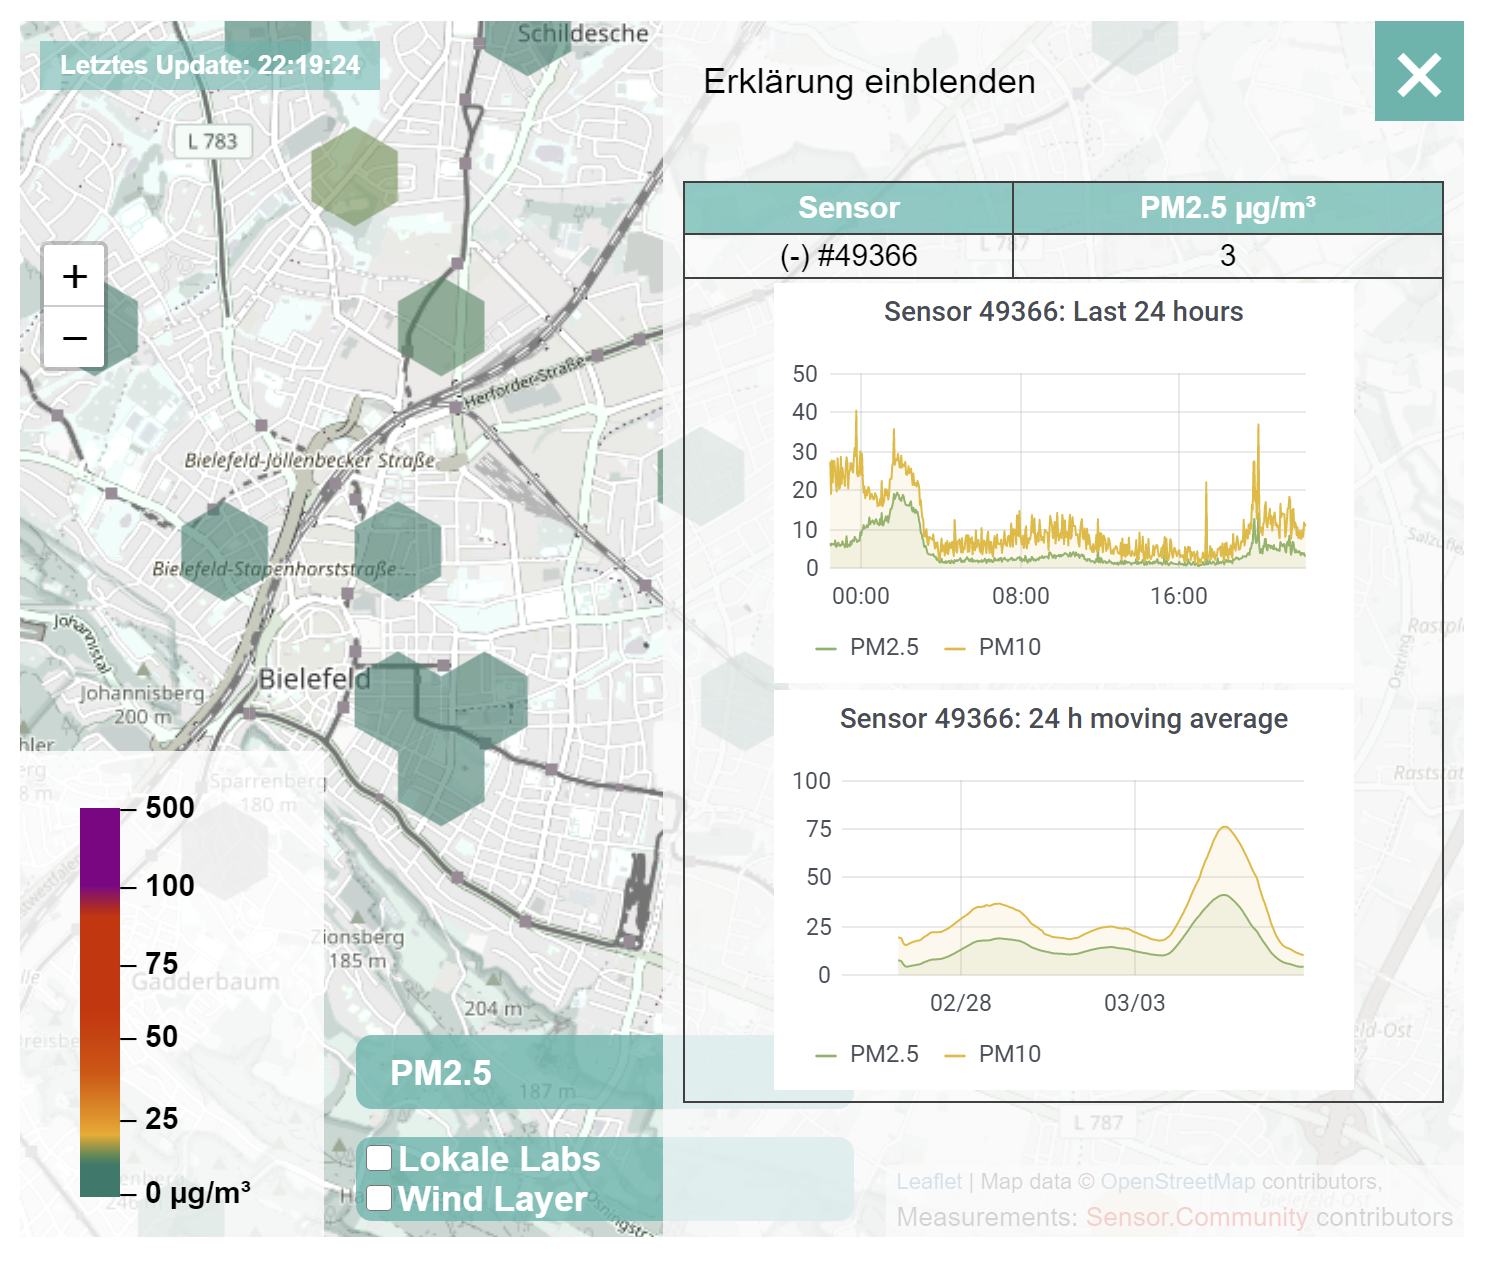 Schildesche
Letztes Update: 22:19:24
Erklärung einblenden
L 783
Sensor
PM2.5 µg/m³
L 787
(-) #49366
3
+
−
Sensor 49366: Last 24 hours
50
40
30
20
10
0
00:00
08:00
16:00
PM2.5
PM10
Herforder-Straße
Bielefeld-Jöllenbecker Straße
Bielefeld-Stapenhorststraße
Johannistal
Bielefeld
Johannisberg
200 m
Ostring
Sensor 49366: 24 h moving average
100
75
50
25
0
02/28
03/03
PM2.5
PM10
Sparrenberg
180 m
500
100
75
50
25
0 µg/m³
Zionsberg
185 m
Gadderbaum
204 m
PM2.5
187 m
L 787
Lokale Labs
Wind Layer
Leaflet | Map data © OpenStreetMap contributors,
Measurements: Sensor.Community contributors